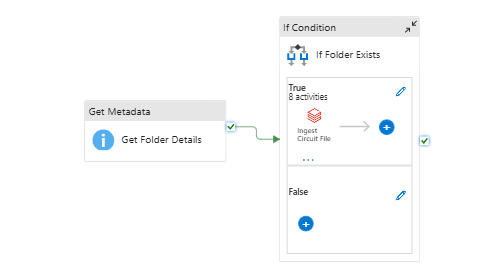 If Condition
If Folder Exists
True
8 activities
Ingest
Circuit File
...
Get Metadata
Get Folder Details
False